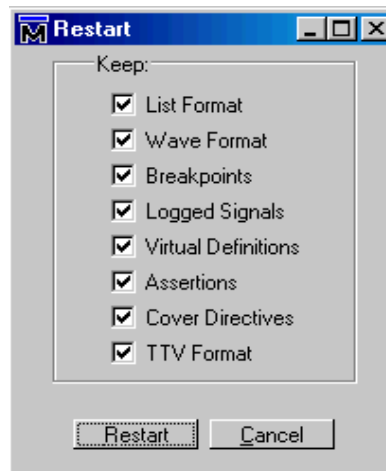 Restart
Keep:
List Format
Wave Format
Breakpoints
Logged Signals
Virtual Definitions
Assertions
Cover Directives
TTV Format
Restart Cancel